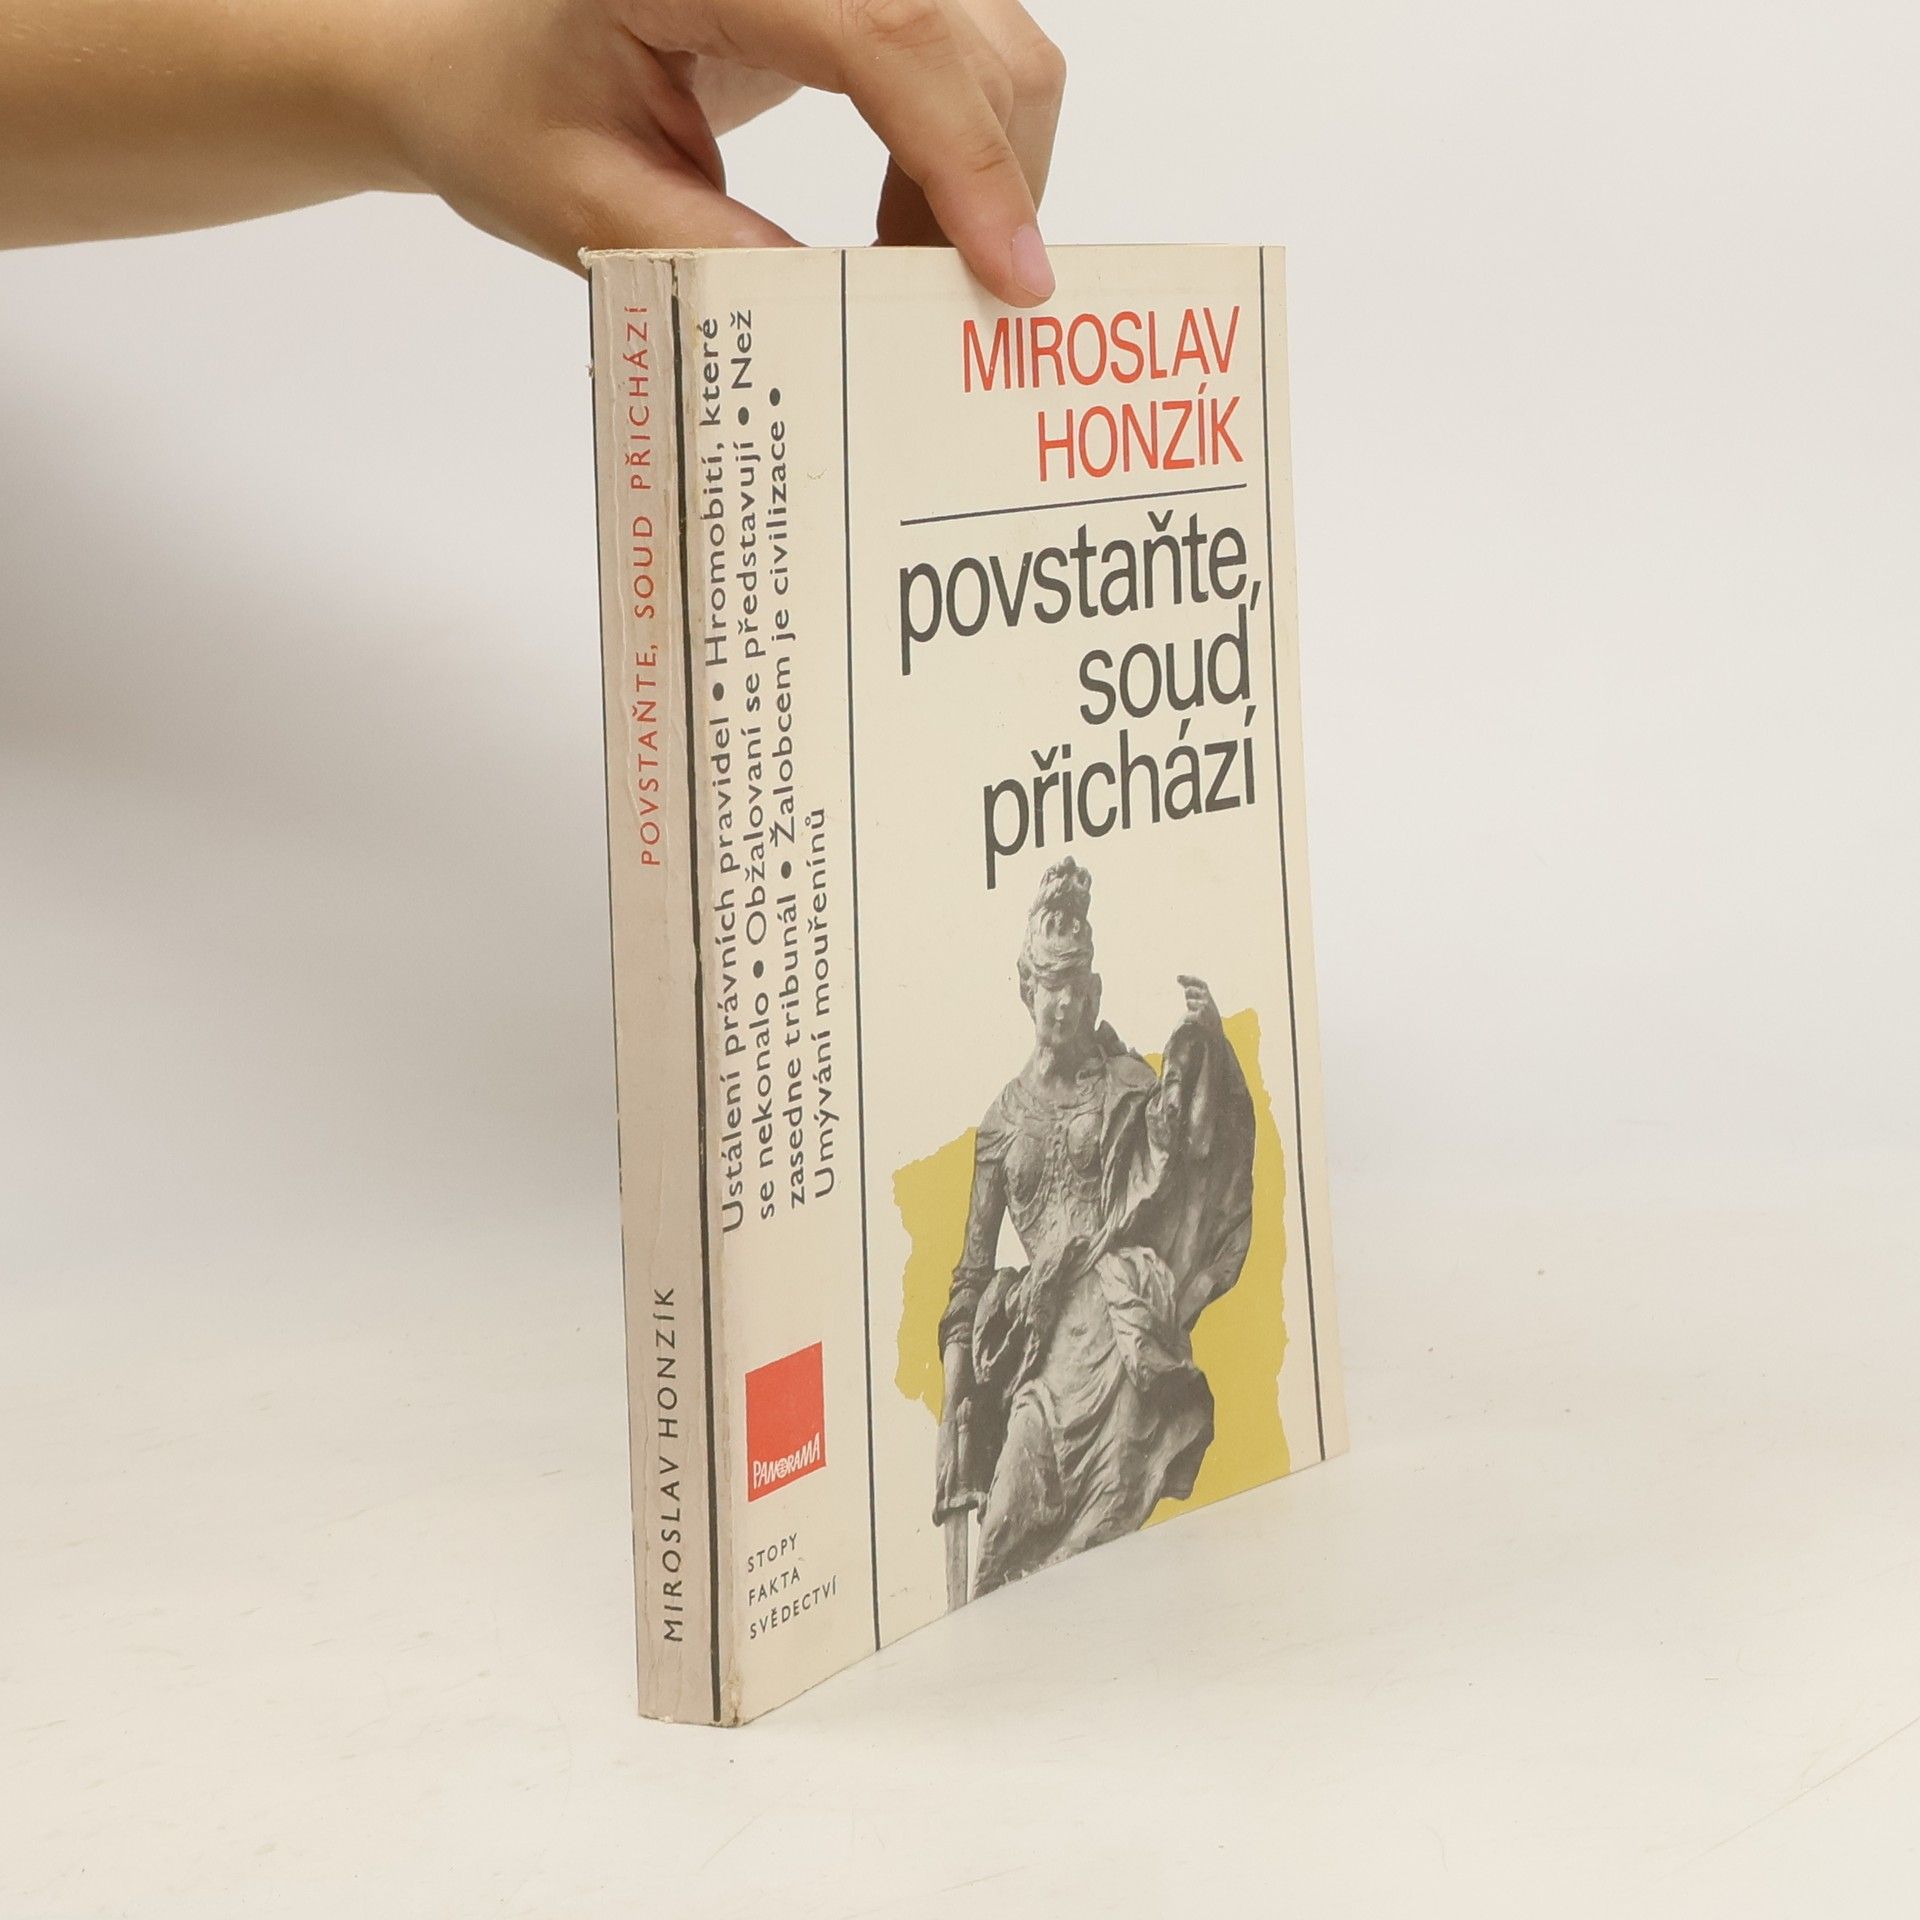 POVSTAŇTE, SOUD PŘICHÁZÍ
MIROSLAV HONZÍK
Ustálení právních pravidel • Hromobití, které
se nekonalo • Obžalovaní se představují • Než
zasedne tribunál • Žalobcem je civilizace •
Umývání mouřenínů
PANORAMA
STOPY
FAKTA
SVĚDECTVÍ
MIROSLAV
HONZÍK
povstaňte,
soud
přichází